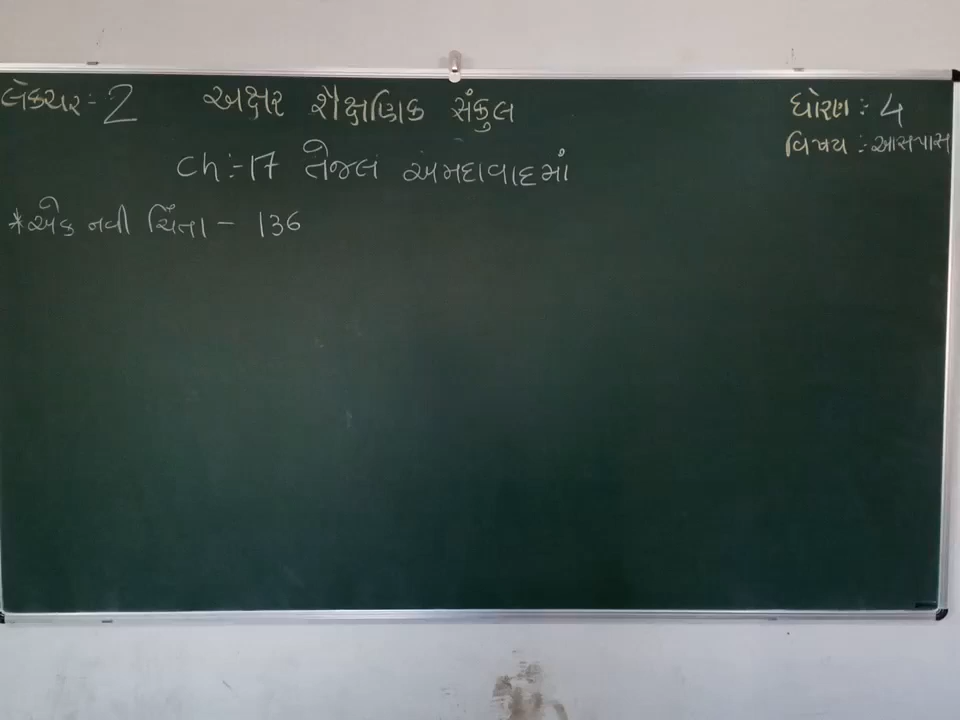 લેક્ચર:- 2 અક્ષર શૈક્ષણિક સંકુલ ધોરણ :- 4
વિષય :- આસપાસ
Ch:-17 તેજલ અમદાવાદમાં
*એક નવી ચિંતા - 136